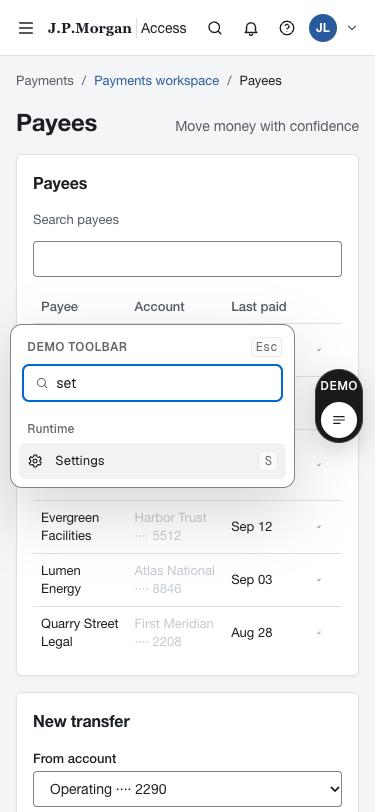 J.P.Morgan Access JL
Payments / Payments workspace / Payees
Payees Move money with confidence
Payees
Search payees
Payee Account Last paid
DEMO TOOLBAR Esc
set
Runtime
Settings S
DEMO
Evergreen Facilities Harbor Trust ···· 5512 Sep 12
Lumen Energy Atlas National ···· 8846 Sep 03
Quarry Street Legal First Meridian ···· 2208 Aug 28
New transfer
From account
Operating ···· 2290